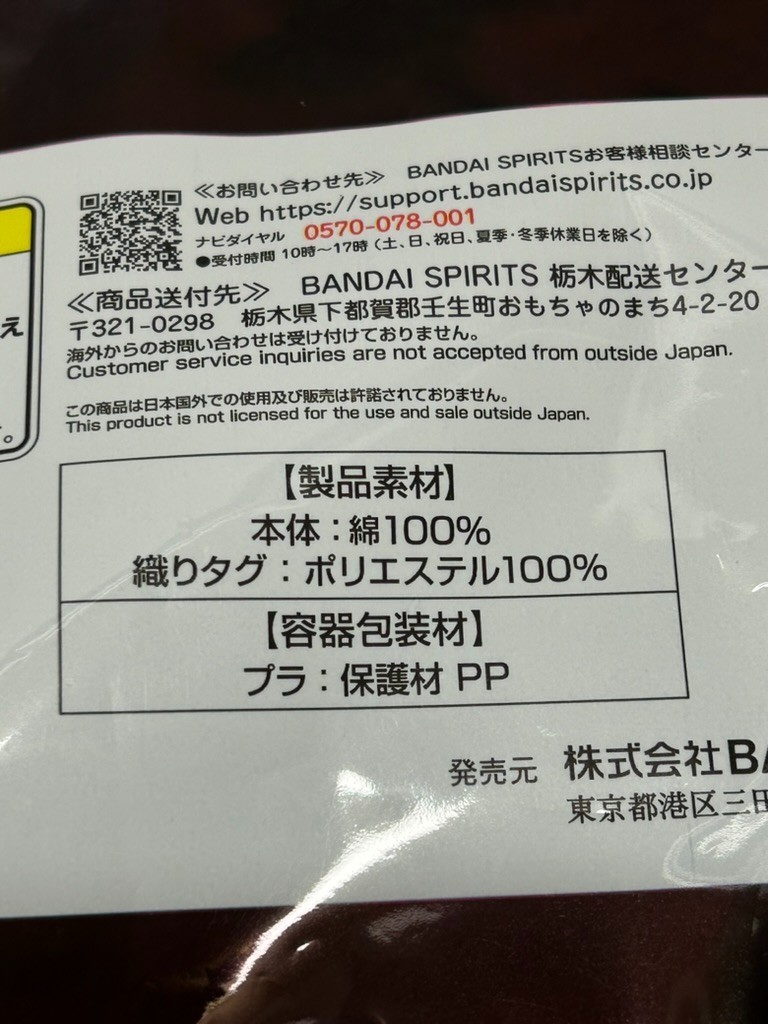 え
。
≪お問い合わせ先≫ BANDAI SPIRITSお客様相談センター
Web https://support.bandaispirits.co.jp
ナビダイヤル 0570-078-001
●受付時間 10時～17時（土、日、祝日、夏季・冬季休業日を除く）
≪商品送付先≫ BANDAI SPIRITS 栃木配送センター
〒321-0298 栃木県下都賀郡壬生町おもちゃのまち4-2-20
海外からのお問い合わせは受け付けておりません。
Customer service inquiries are not accepted from outside Japan.
この商品は日本国外での使用及び販売は許諾されておりません。
This product is not licensed for the use and sale outside Japan.
【製品素材】
本体：綿100%
織りタグ：ポリエステル100%
【容器包装材】
プラ：保護材 PP
発売元 株式会社BA
東京都港区三田